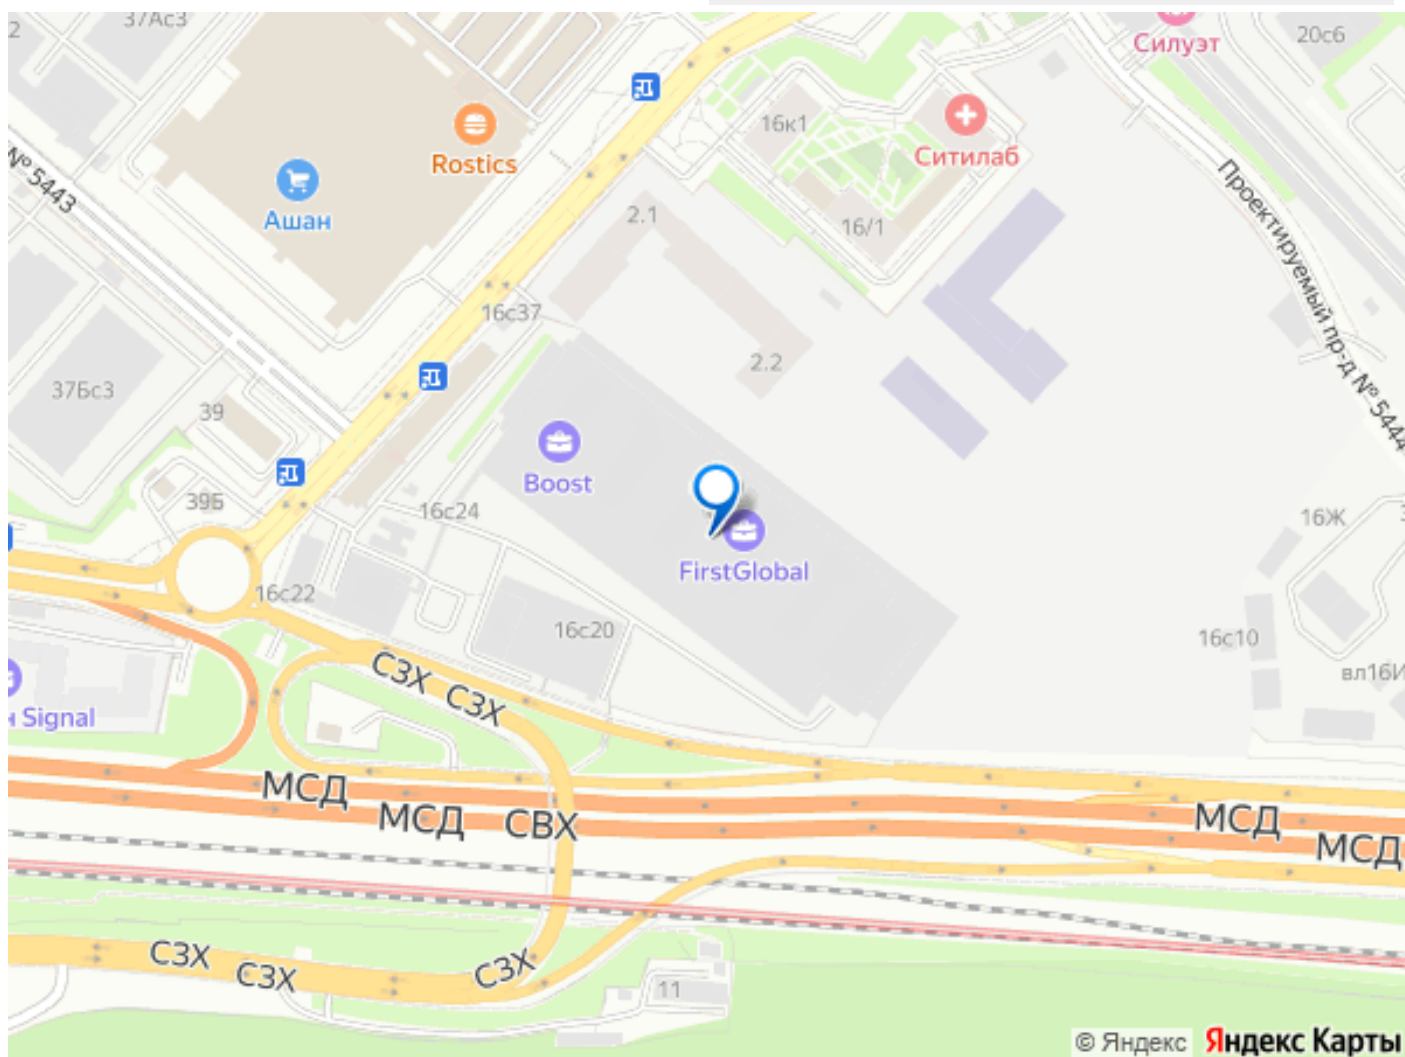 37Ас3
2
Силуэт
20с6
16к1
Rostics
Ситилаб
№ 5443
Ашан
2.1
16/1
Проектируемый пр-д № 5444
16с37
2.2
37Бс3
39
Boost
39Б
16с24
16Ж
FirstGlobal
16с22
16с20
16с10
вл16И
СЗХ СЗХ
н Signal
МСД
МСД
СВХ
МСД
МСД
СЗХ
СЗХ
СЗХ
11
© Яндекс Яндекс Карты